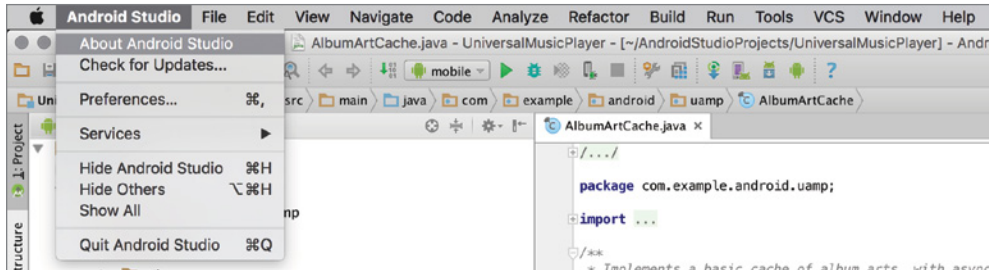 Android Studio File Edit View Navigate Code Analyze Refactor Build Run Tools VCS Window Help
About Android Studio
AlbumArtCache.java - UniversalMusicPlayer - [~/AndroidStudioProjects/UniversalMusicPlayer] - Andr
Check for Updates...
mobile
?
Preferences... ⌘,
Uni src main java com example android uamp AlbumArtCache
Services ▶
1: Project
AlbumArtCache.java ×
/.../
Hide Android Studio ⌘H
Hide Others ⌥⌘H
package com.example.android.uamp;
Show All
mp
import ...
Quit Android Studio ⌘Q
tructure
/**
* Implements a basic cache of album arts, with async